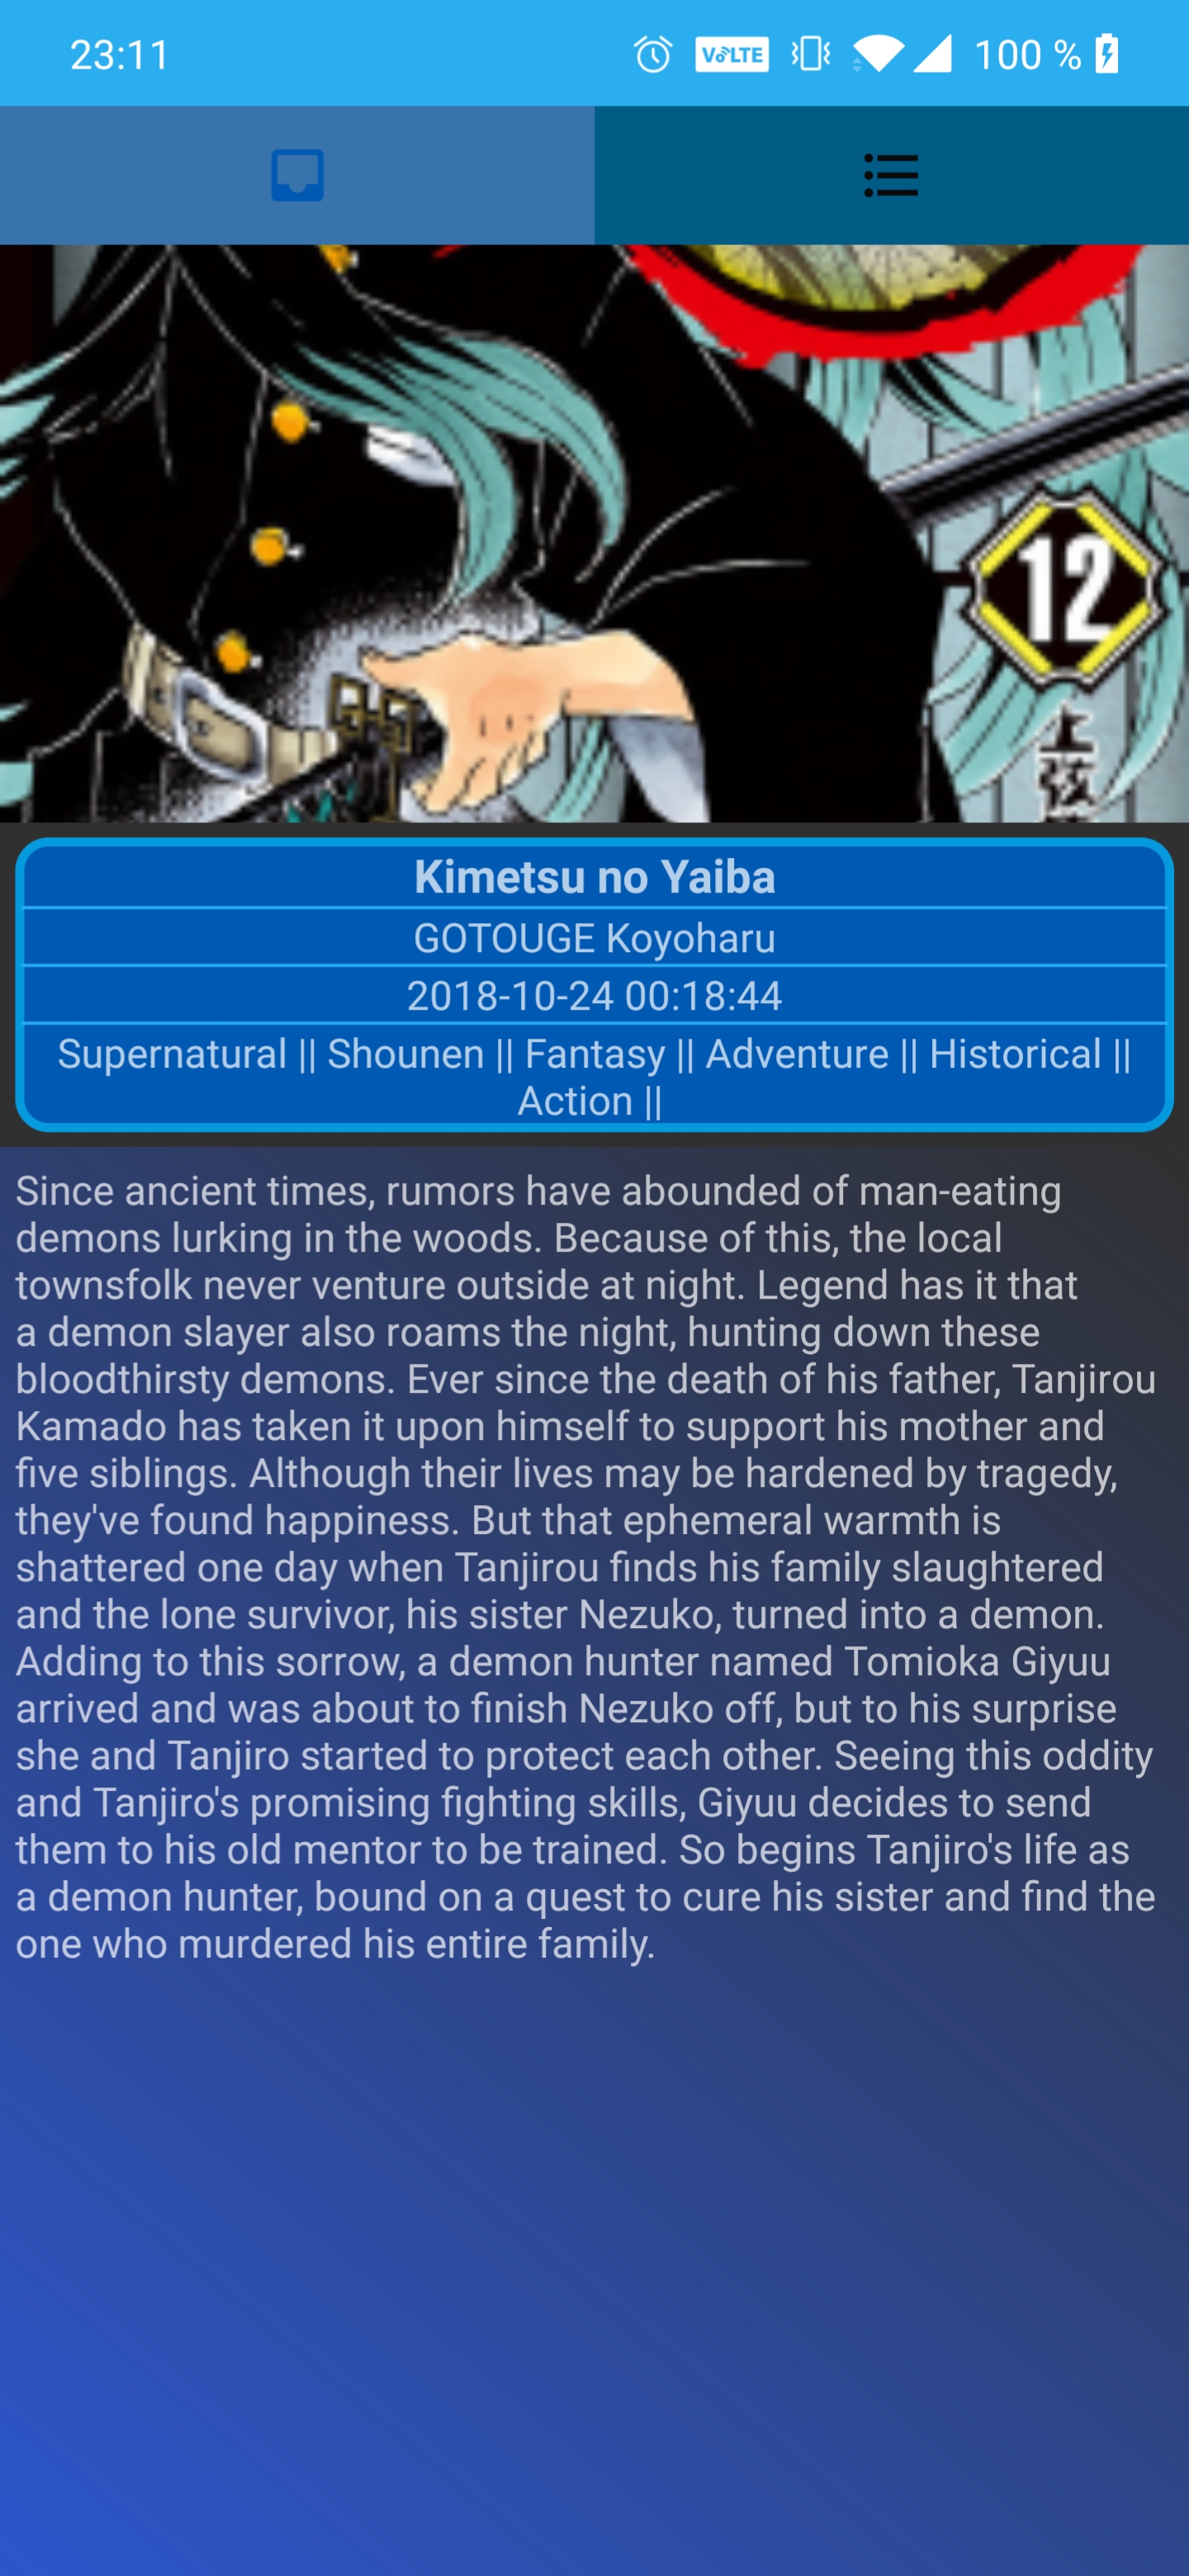 23:11
VoLTE
100 %
12
上弦
Kimetsu no Yaiba
GOTOUGE Koyoharu
2018-10-24 00:18:44
Supernatural || Shounen || Fantasy || Adventure || Historical ||
Action ||
Since ancient times, rumors have abounded of man-eating
demons lurking in the woods. Because of this, the local
townsfolk never venture outside at night. Legend has it that
a demon slayer also roams the night, hunting down these
bloodthirsty demons. Ever since the death of his father, Tanjirou
Kamado has taken it upon himself to support his mother and
five siblings. Although their lives may be hardened by tragedy,
they've found happiness. But that ephemeral warmth is
shattered one day when Tanjirou finds his family slaughtered
and the lone survivor, his sister Nezuko, turned into a demon.
Adding to this sorrow, a demon hunter named Tomioka Giyuu
arrived and was about to finish Nezuko off, but to his surprise
she and Tanjiro started to protect each other. Seeing this oddity
and Tanjiro's promising fighting skills, Giyuu decides to send
them to his old mentor to be trained. So begins Tanjiro's life as
a demon hunter, bound on a quest to cure his sister and find the
one who murdered his entire family.